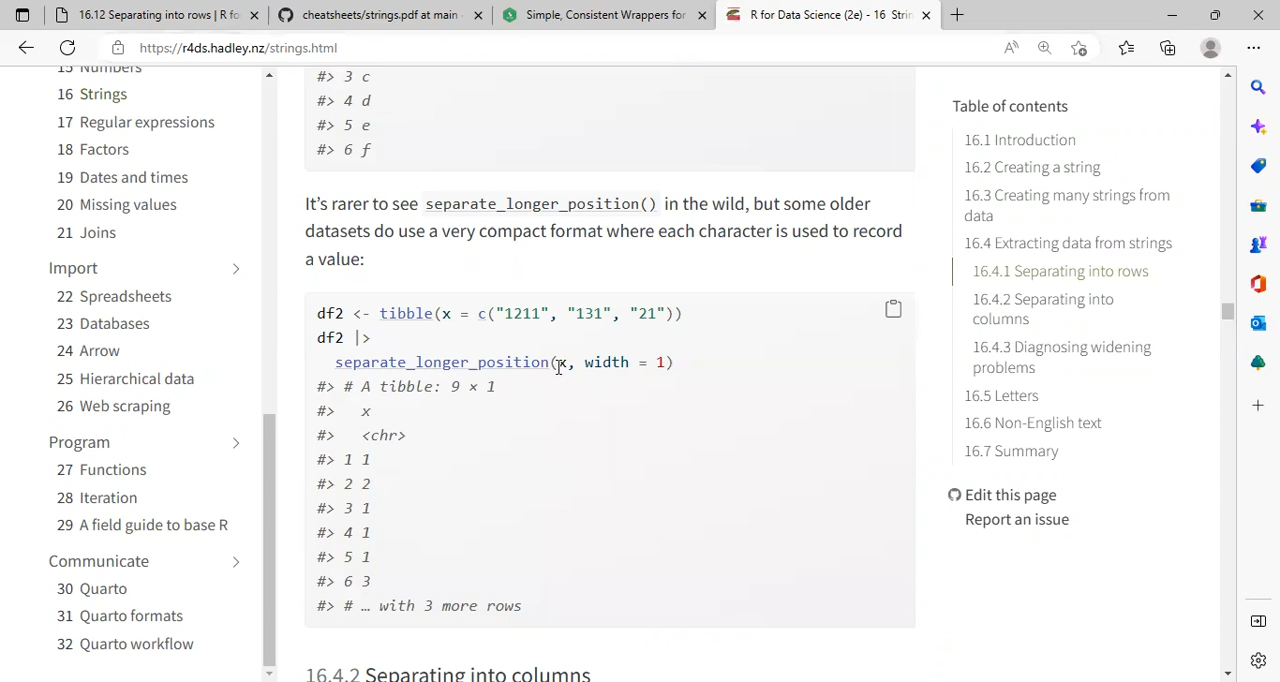 16.12 Separating into rows | R fo
cheatsheets/strings.pdf at main
Simple, Consistent Wrappers for
R for Data Science (2e) - 16 Strin
https://r4ds.hadley.nz/strings.html
15 Numbers
16 Strings
17 Regular expressions
18 Factors
19 Dates and times
20 Missing values
21 Joins
Import
22 Spreadsheets
23 Databases
24 Arrow
25 Hierarchical data
26 Web scraping
Program
27 Functions
28 Iteration
29 A field guide to base R
Communicate
30 Quarto
31 Quarto formats
32 Quarto workflow
#> 3 c
#> 4 d
#> 5 e
#> 6 f
It’s rarer to see separate_longer_position() in the wild, but some older
datasets do use a very compact format where each character is used to record
a value:
df2 <- tibble(x = c("1211", "131", "21"))
df2 |>
separate_longer_position(x, width = 1)
#> # A tibble: 9 × 1
#> x
#> <chr>
#> 1 1
#> 2 2
#> 3 1
#> 4 1
#> 5 1
#> 6 3
#> # … with 3 more rows
16.4.2 Separating into columns
Table of contents
16.1 Introduction
16.2 Creating a string
16.3 Creating many strings from
data
16.4 Extracting data from strings
16.4.1 Separating into rows
16.4.2 Separating into
columns
16.4.3 Diagnosing widening
problems
16.5 Letters
16.6 Non-English text
16.7 Summary
Edit this page
Report an issue